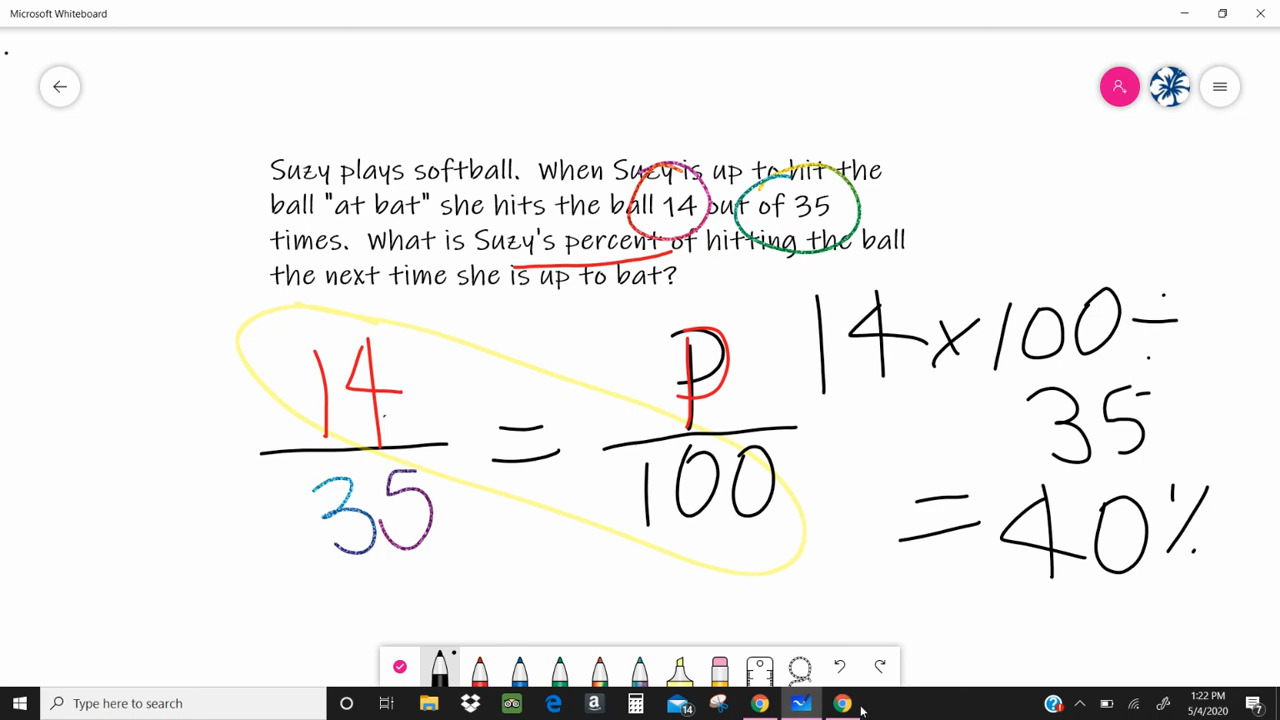 Microsoft Whiteboard
Suzy plays softball. When Suzy is up to hit the
ball "at bat" she hits the ball 14 out of 35
times. What is Suzy's percent of hitting the ball
the next time she is up to bat?
14
35
=
P
100
14 x 100 ÷
35
= 40%
Type here to search
14
1:22 PM
5/4/2020
7